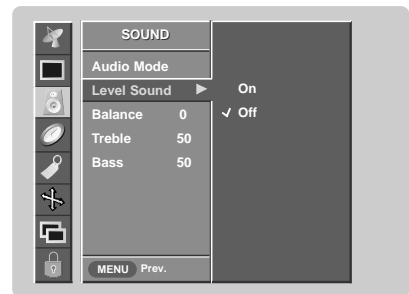 SOUND
Audio Mode
Level Sound ► On
Balance 0 ✓ Off
Treble 50
Bass 50
MENU Prev.